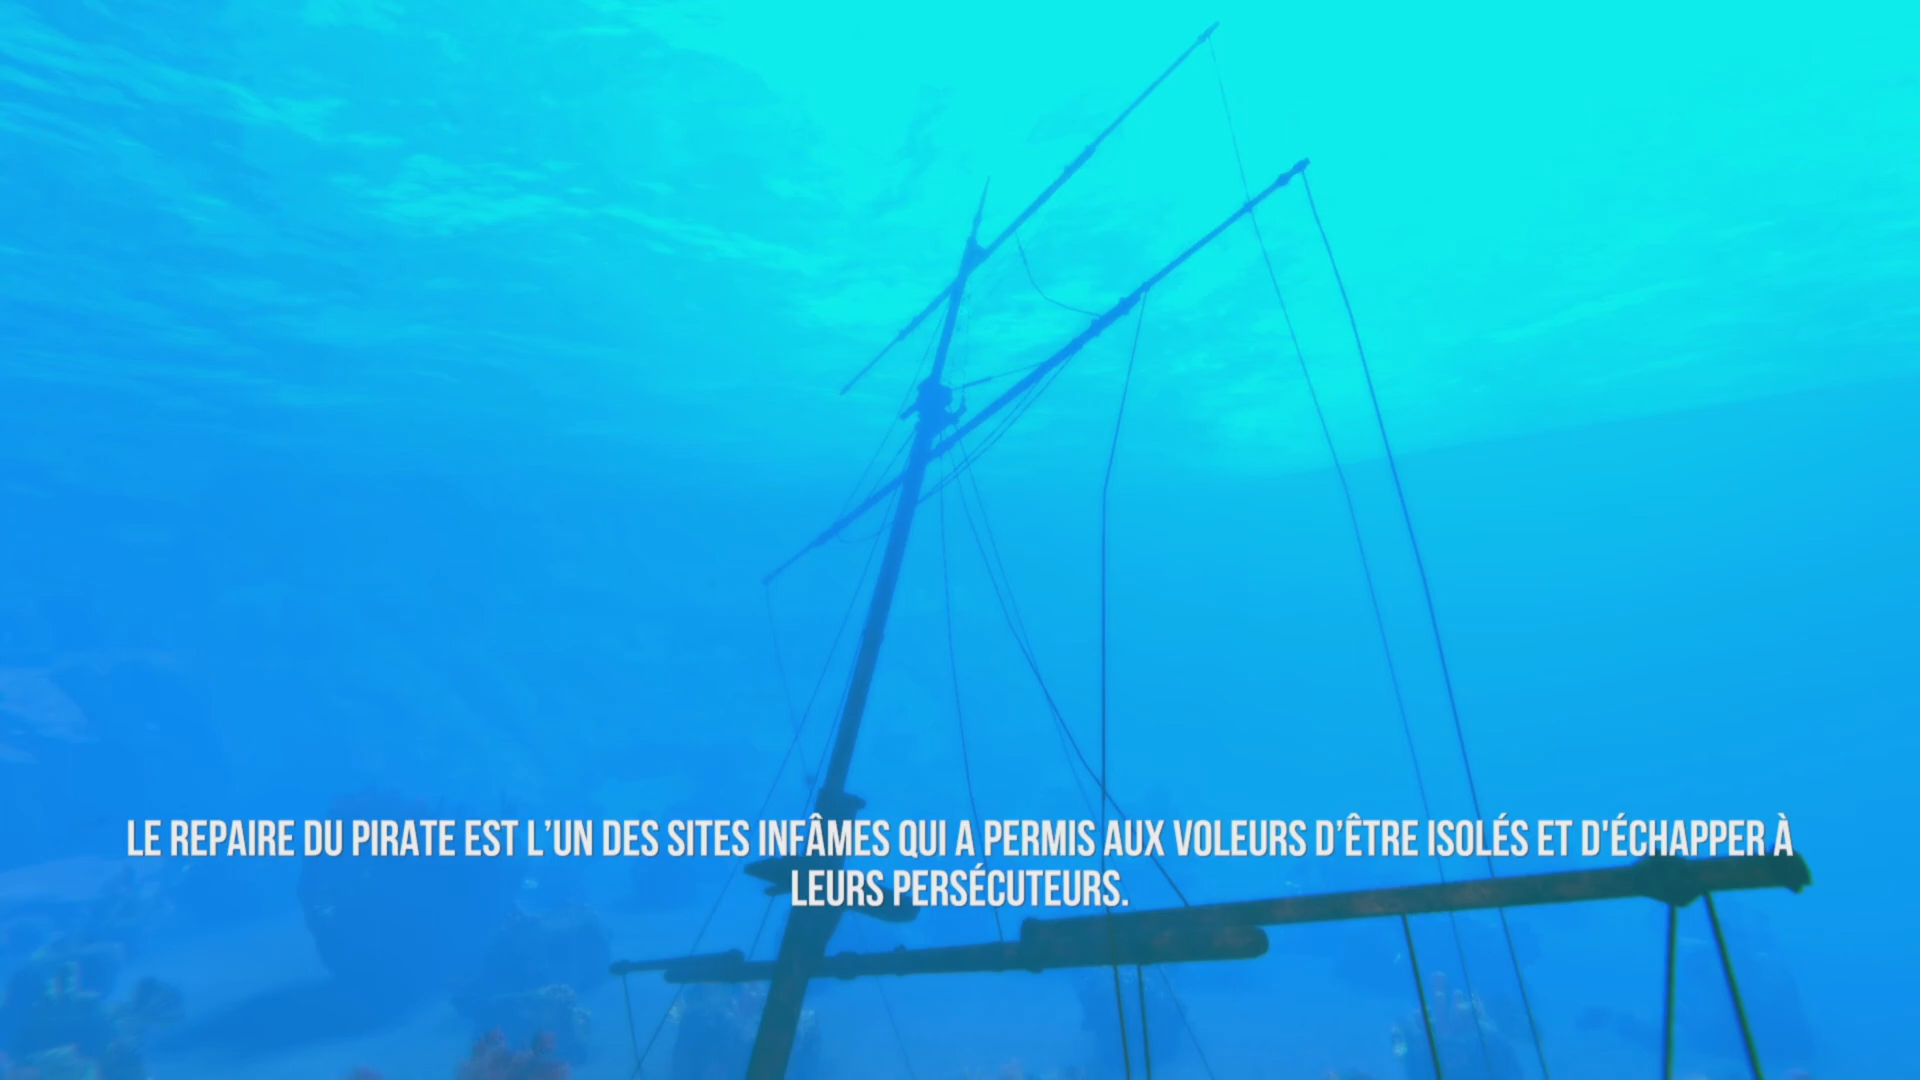 LE REPAIRE DU PIRATE EST L’UN DES SITES INFÂMES QUI A PERMIS AUX VOLEURS D’ÊTRE ISOLÉS ET D'ÉCHAPPER À
LEURS PERSÉCUTEURS.